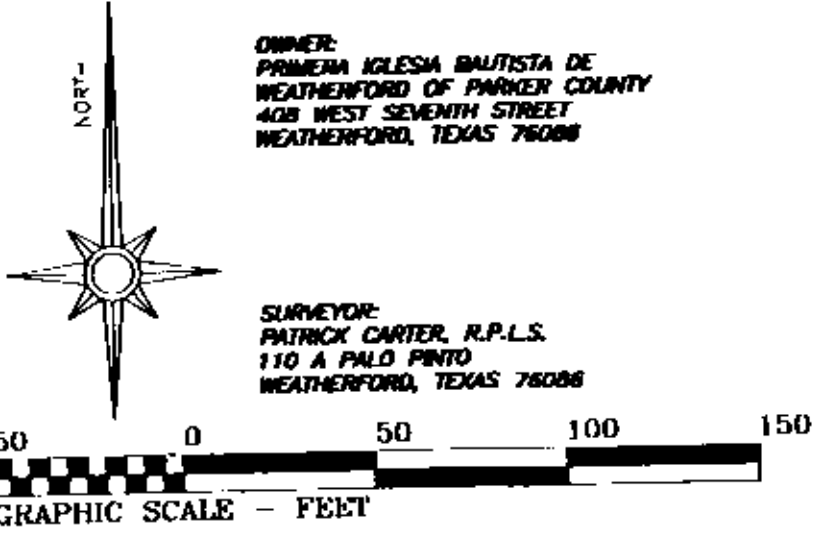 NORTH
OWNER:
PRIMERA IGLESIA BAUTISTA DE
WEATHERFORD OF PARKER COUNTY
408 WEST SEVENTH STREET
WEATHERFORD, TEXAS 76086
SURVEYOR:
PATRICK CARTER, R.P.L.S.
110 A PALO PINTO
WEATHERFORD, TEXAS 76086
50 0 50 100 150
GRAPHIC SCALE - FEET